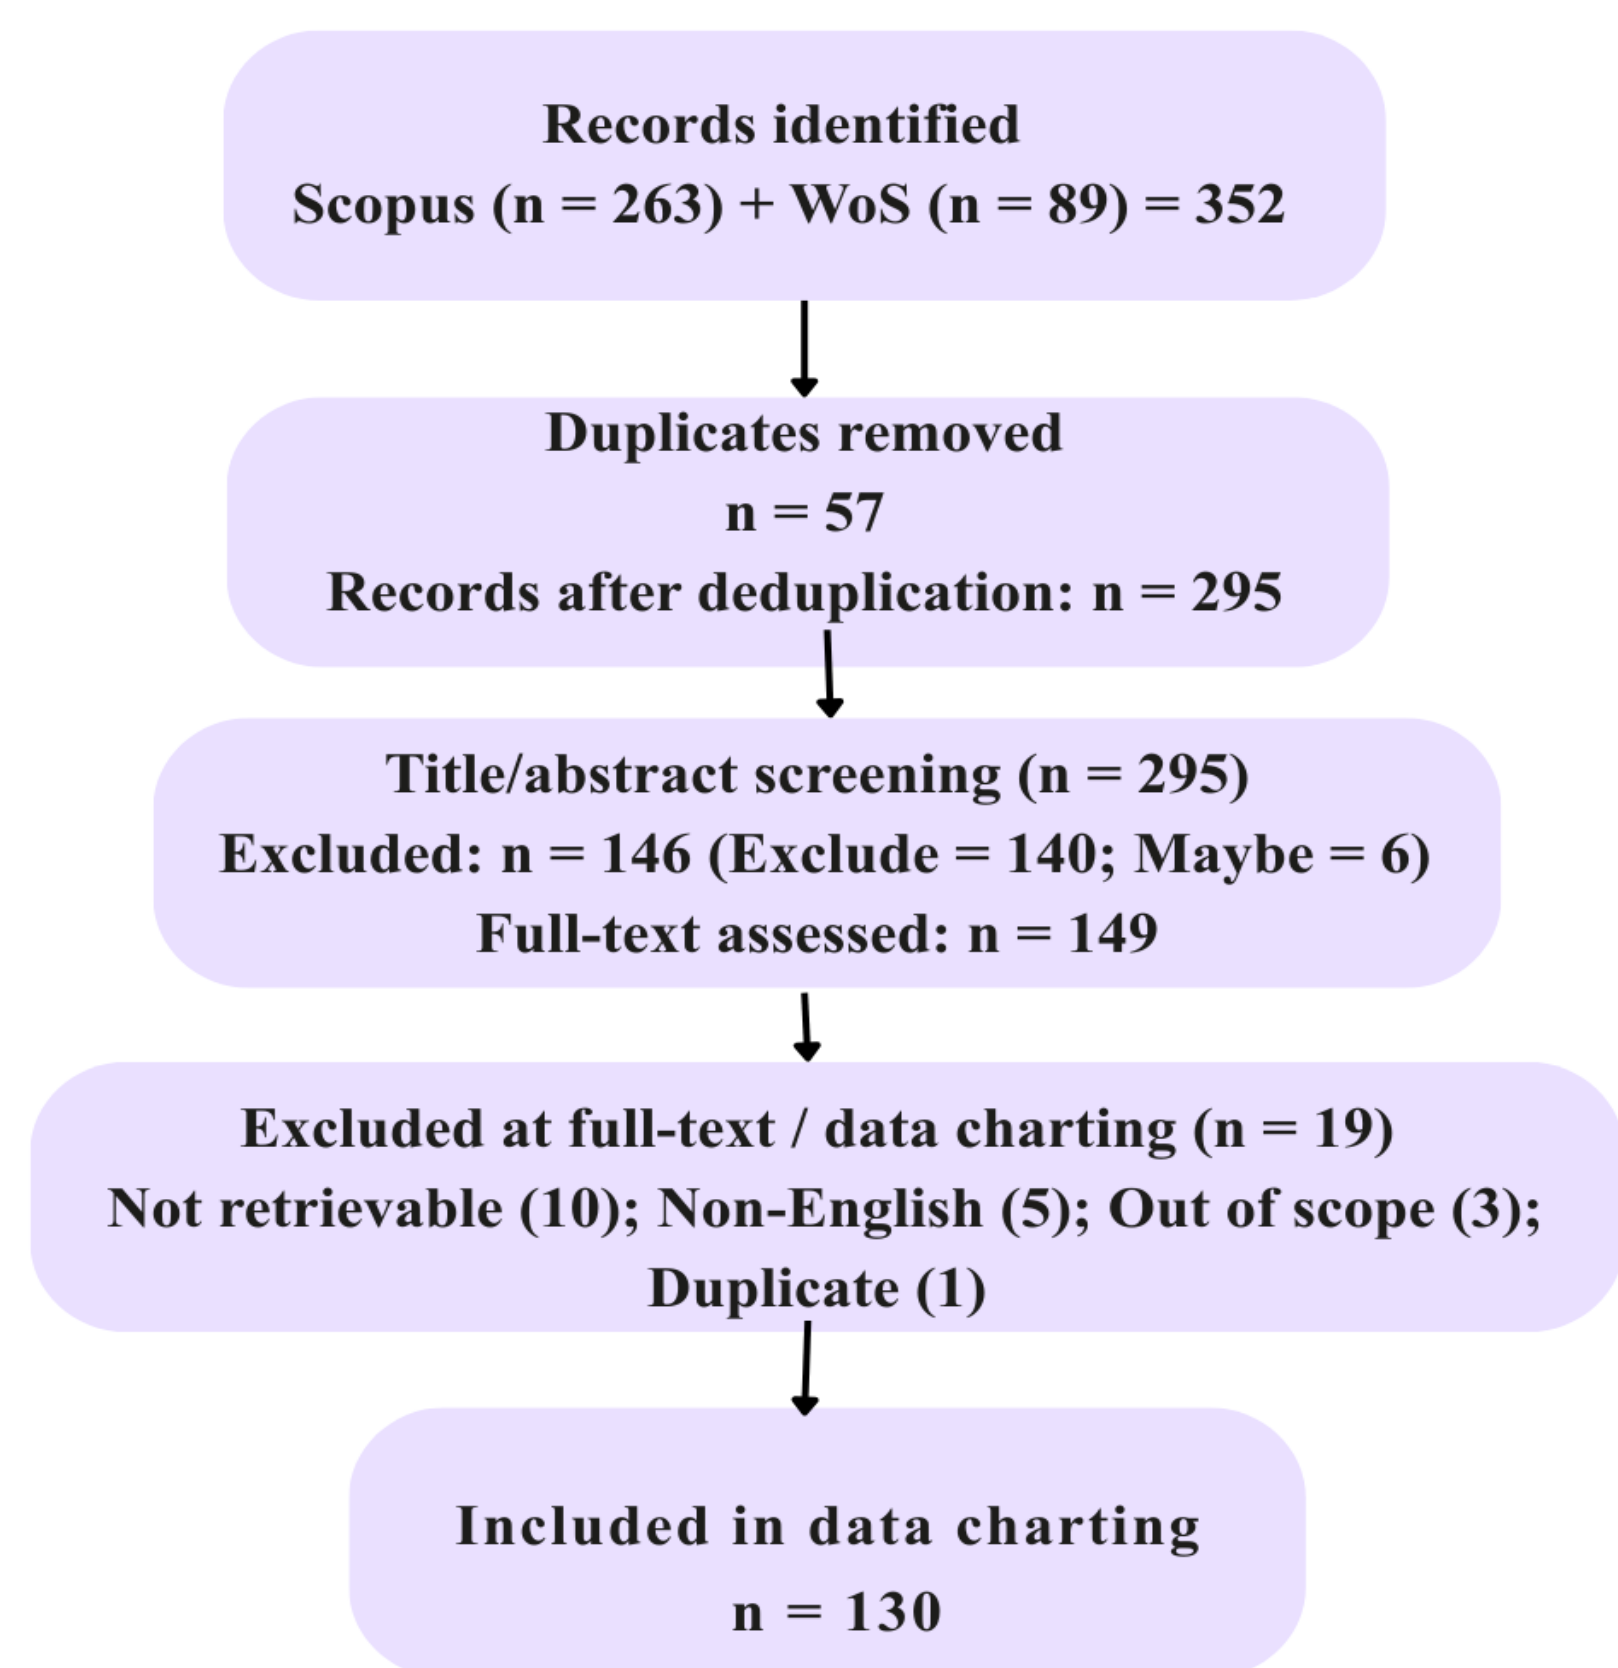 Records identified
Scopus (n = 263) + WoS (n = 89) = 352
Duplicates removed
n = 57
Records after deduplication: n = 295
Title/abstract screening (n = 295)
Excluded: n = 146 (Exclude = 140; Maybe = 6)
Full-text assessed: n = 149
Excluded at full-text / data charting (n = 19)
Not retrievable (10); Non-English (5); Out of scope (3);
Duplicate (1)
Included in data charting
n = 130